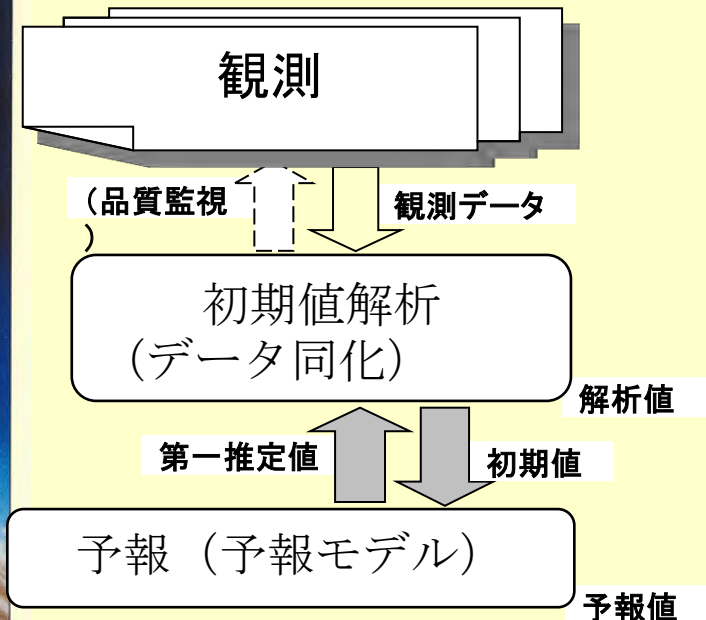 観測
（品質監視
）
観測データ
初期値解析
（データ同化）
解析値
第一推定値
初期値
予報（予報モデル）
予報値